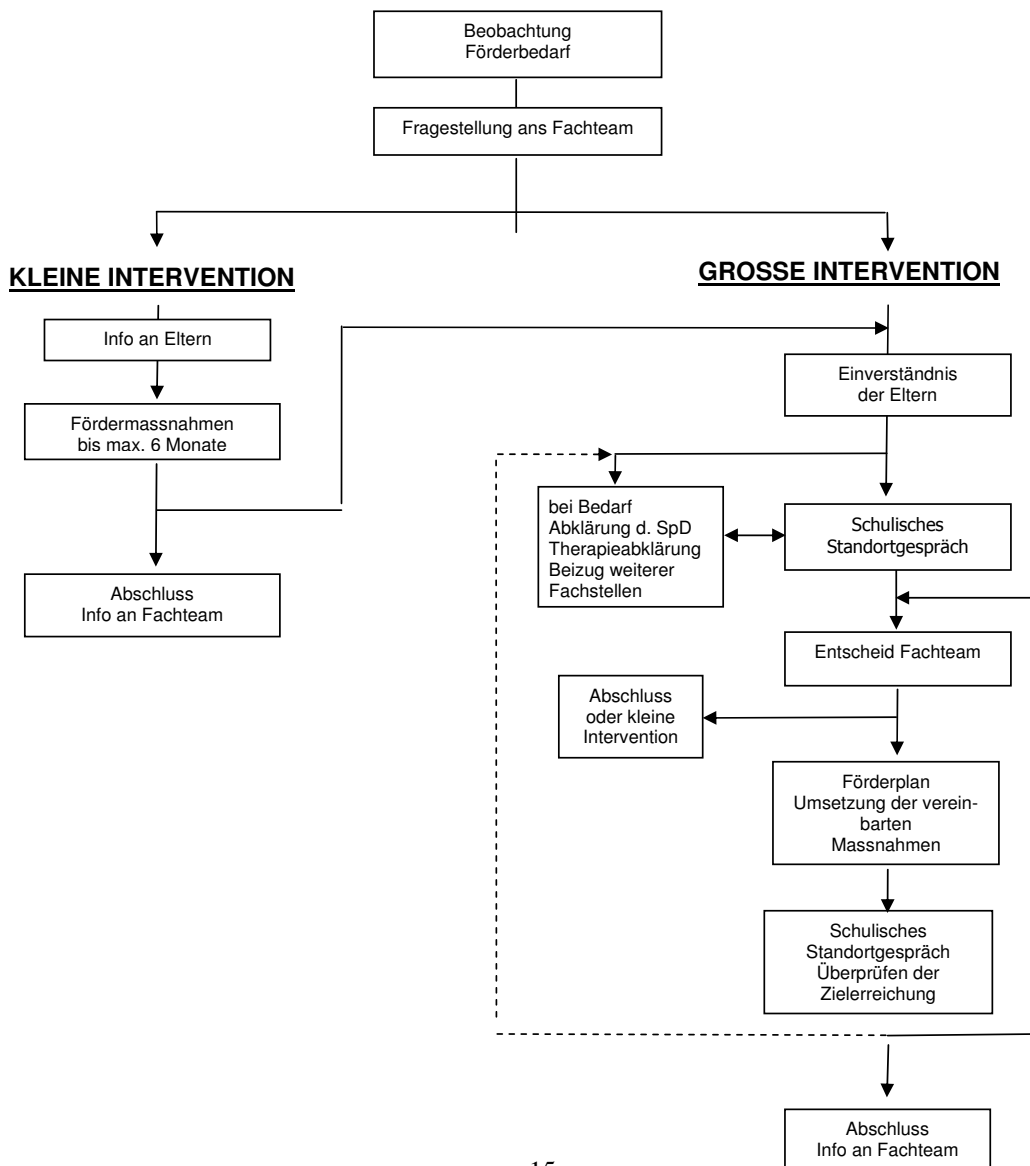 Beobachtung
Förderbedarf
Fragestellung ans Fachteam
KLEINE INTERVENTION
Info an Eltern
Fördermassnahmen
bis max. 6 Monate
Abschluss
Info an Fachteam
GROSSE INTERVENTION
Einverständnis
der Eltern
bei Bedarf
Abklärung d. SpD
Therapieabklärung
Beizug weiterer
Fachstellen
Schulisches
Standortgespräch
Entscheid Fachteam
Abschluss
oder kleine
Intervention
Förderplan
Umsetzung der verein-
barten
Massnahmen
Schulisches
Standortgespräch
Überprüfen der
Zielerreichung
Abschluss
Info an Fachteam